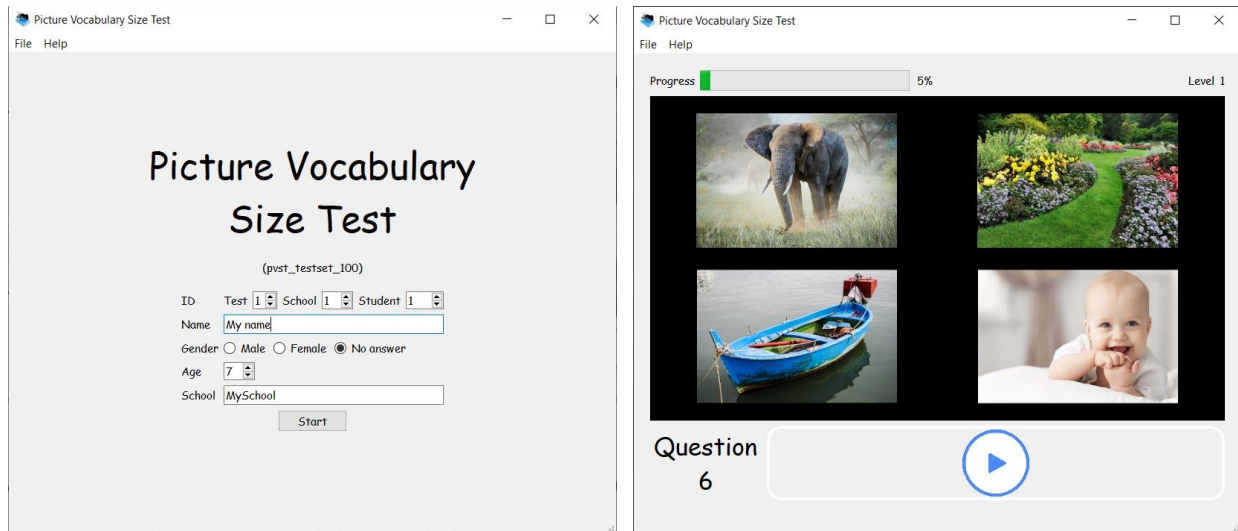 Picture Vocabulary Size Test
File Help
Picture Vocabulary
Size Test
(pvst_testset_100)
ID Test 1 School 1 Student 1
Name My name
Gender Male Female No answer
Age 7
School MySchool
Start
Picture Vocabulary Size Test
File Help
Progress 5% Level 1
Question
6